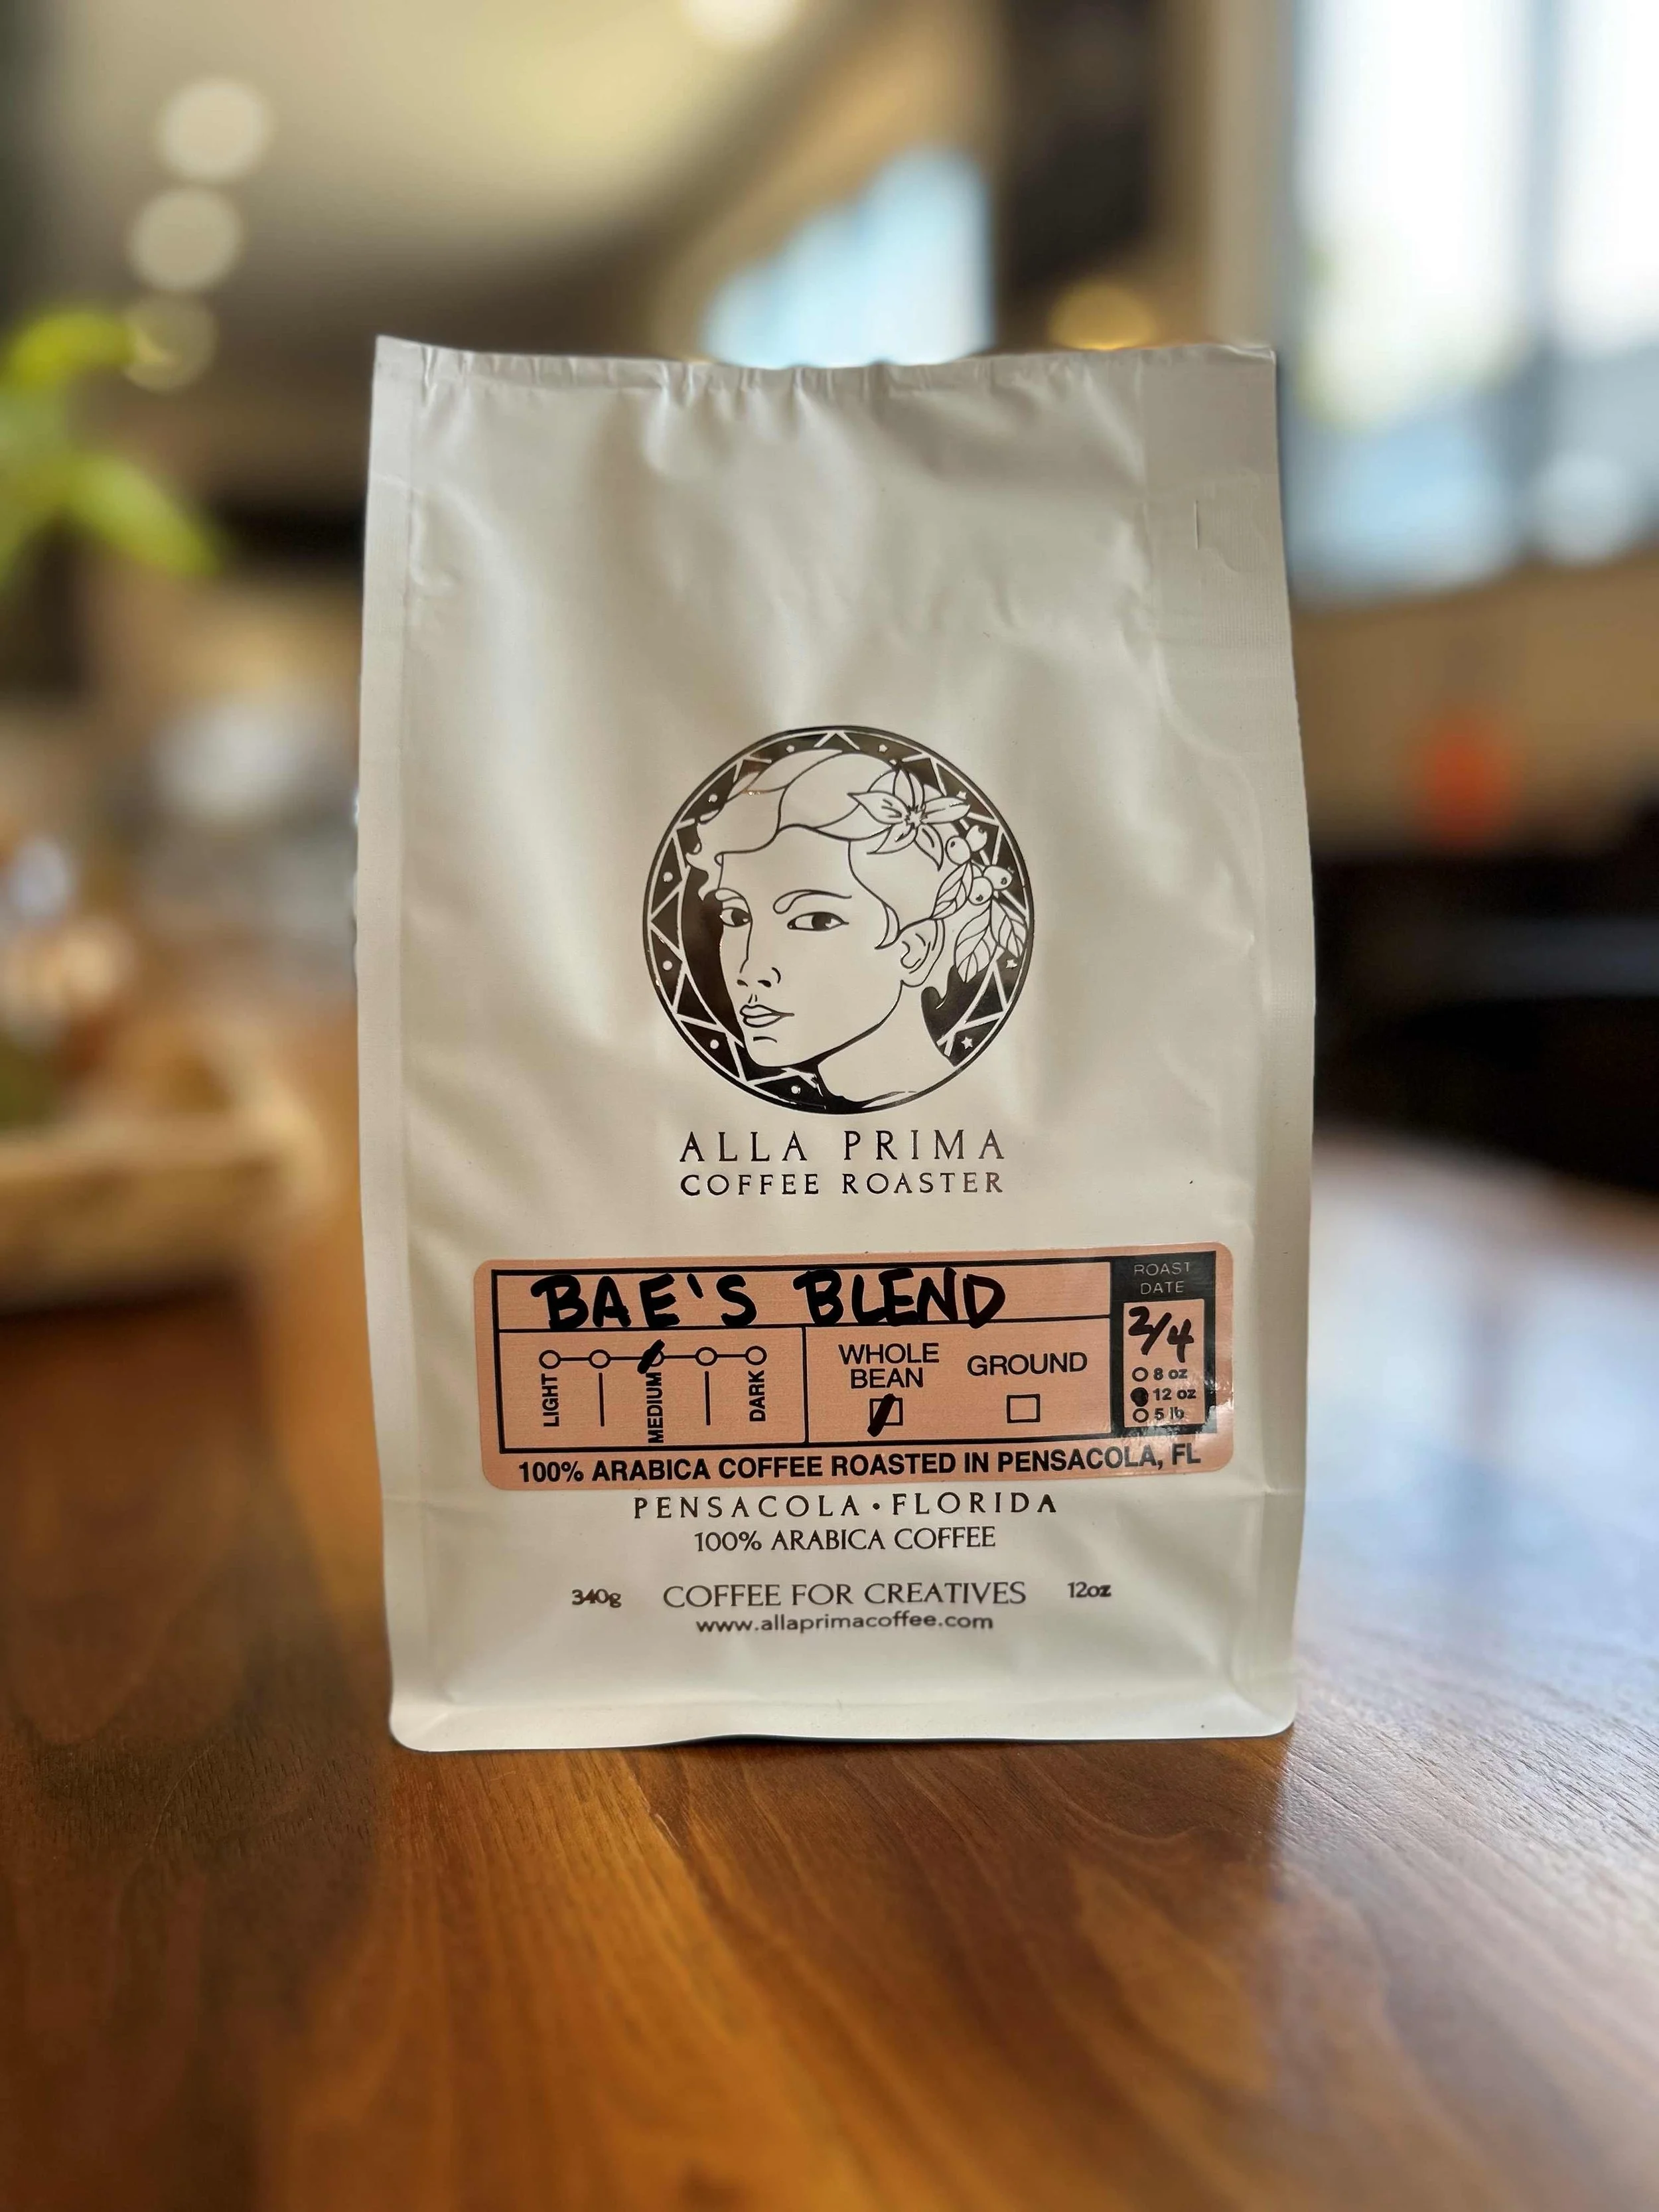 ALLA PRIMA
COFFEE ROASTER
BAE'S BLEND
LIGHT
MEDIUM
DARK
WHOLE
BEAN
GROUND
ROAST
DATE
2/4
8 oz
12 oz
5 lb
100% ARABICA COFFEE ROASTED IN PENSACOLA, FL
PENSACOLA • FLORIDA
100% ARABICA COFFEE
340g COFFEE FOR CREATIVES 12oz
www.allaprimacoffee.com